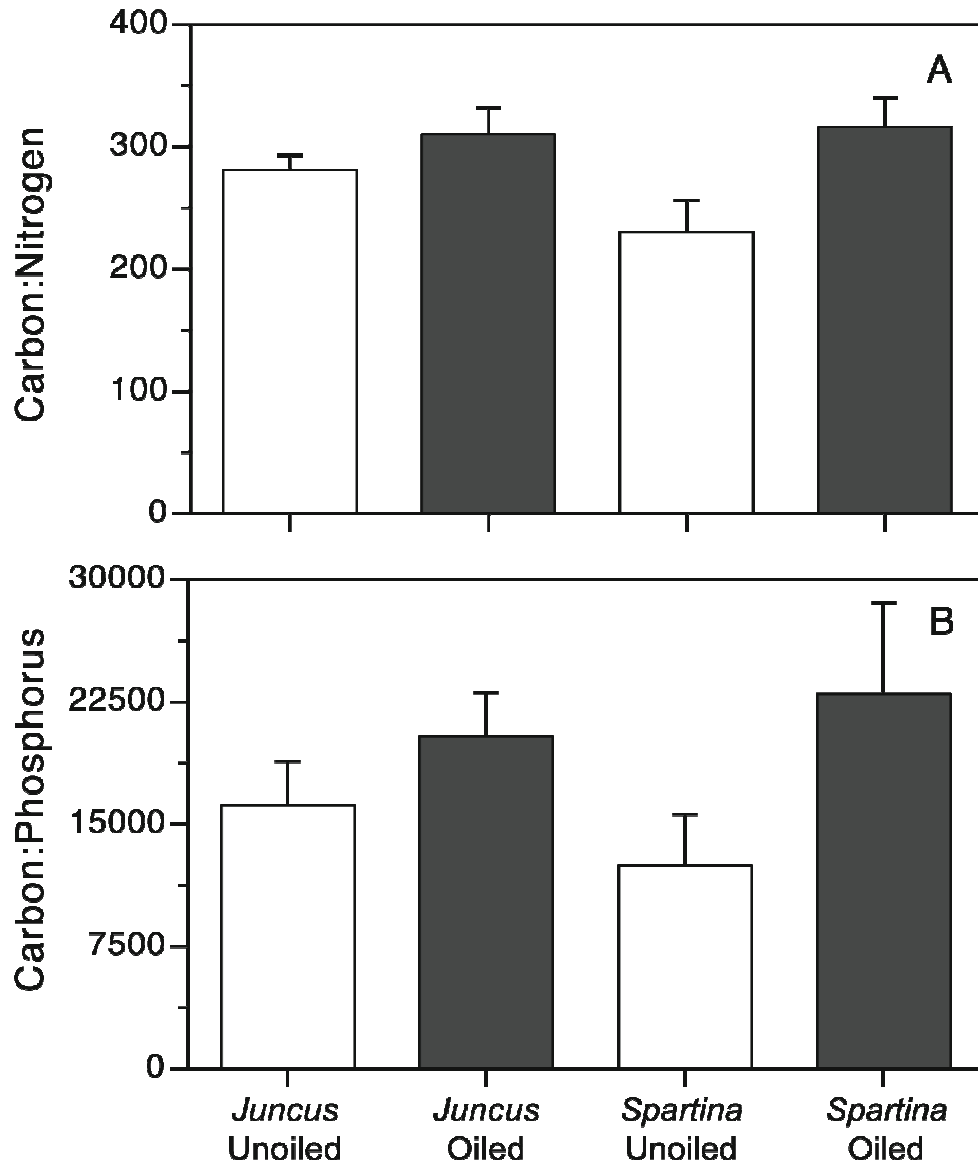 400
300
200
100
0
Carbon:Nitrogen
A
30000
22500
15000
7500
0
Carbon:Phosphorus
B
Juncus Unoiled
Juncus Oiled
Spartina Unoiled
Spartina Oiled